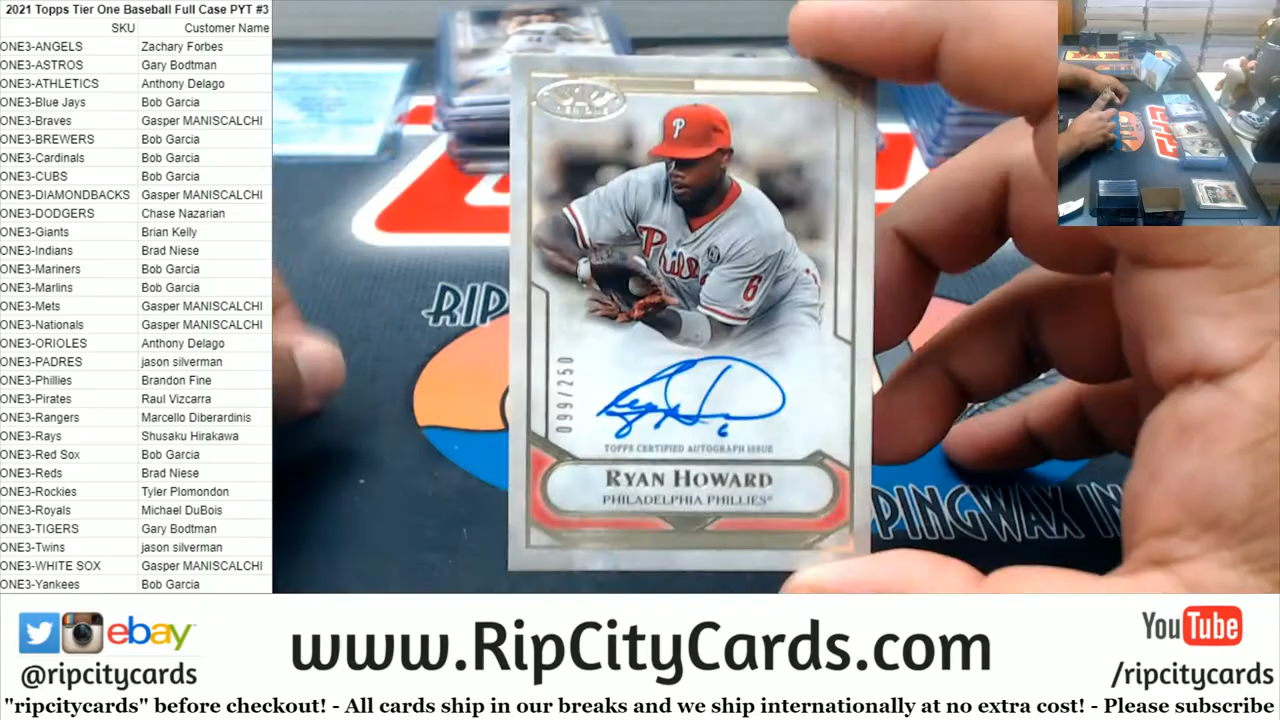 2021 Topps Tier One Baseball Full Case PYT #3
SKU Customer Name
ONE3-ANGELS Zachary Forbes
ONE3-ASTROS Gary Bodtman
ONE3-ATHLETICS Anthony Delago
ONE3-Blue Jays Bob Garcia
ONE3-Braves Gasper MANISCALCHI
ONE3-BREWERS Bob Garcia
ONE3-Cardinals Bob Garcia
ONE3-CUBS Bob Garcia
ONE3-DIAMONDBACKS Gasper MANISCALCHI
ONE3-DODGERS Chase Nazarian
ONE3-Giants Brian Kelly
ONE3-Indians Brad Niese
ONE3-Mariners Bob Garcia
ONE3-Marlins Bob Garcia
ONE3-Mets Gasper MANISCALCHI
ONE3-Nationals Gasper MANISCALCHI
ONE3-ORIOLES Anthony Delago
ONE3-PADRES jason silverman
ONE3-Phillies Brandon Fine
ONE3-Pirates Raul Vizcarra
ONE3-Rangers Marcello Diberardinis
ONE3-Rays Shusaku Hirakawa
ONE3-Red Sox Bob Garcia
ONE3-Reds Brad Niese
ONE3-Rockies Tyler Plomondon
ONE3-Royals Michael DuBois
ONE3-TIGERS Gary Bodtman
ONE3-Twins jason silverman
ONE3-WHITE SOX Gasper MANISCALCHI
ONE3-Yankees Bob Garcia
P
Phillies
6
099/250
TOPPS CERTIFIED AUTOGRAPH ISSUE
RYAN HOWARD
PHILADELPHIA PHILLIES
RIP
PINGWAX IN
ebay
@ripcitycards
www.RipCityCards.com
YouTube
/ripcitycards
"ripcitycards" before checkout! - All cards ship in our breaks and we ship internationally at no extra cost! - Please subscribe